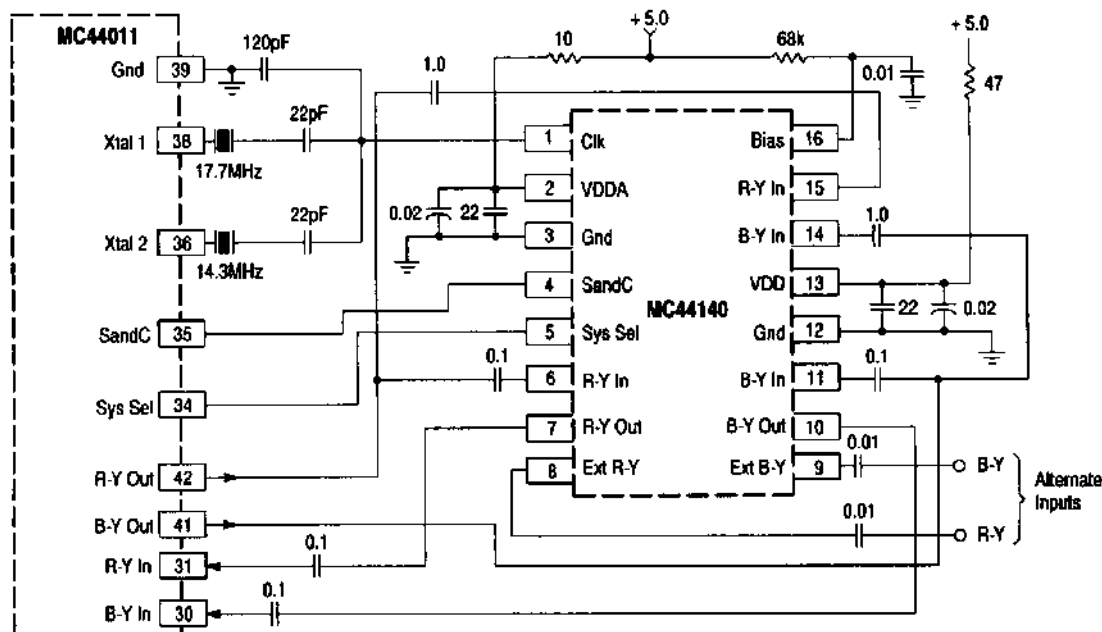 MC44011
Gnd
39
120pF
Xtal 1
38
17.7MHz
22pF
Xtal 2
36
14.3MHz
22pF
SandC
35
Sys Sel
34
R-Y Out
42
B-Y Out
41
R-Y In
31
0.1
B-Y In
30
0.1
1.0
10
+ 5.0
68k
0.01
+ 5.0
47
MC44140
1
Clk
2
VDDA
0.02
22
3
Gnd
4
SandC
5
Sys Sel
0.1
6
R-Y In
7
R-Y Out
8
Ext R-Y
Bias
16
R-Y In
15
B-Y In
14
1.0
VDD
13
22
0.02
Gnd
12
B-Y In
11
0.1
B-Y Out
10
Ext B-Y
9
0.01
B-Y
0.01
R-Y
Alternate
Inputs